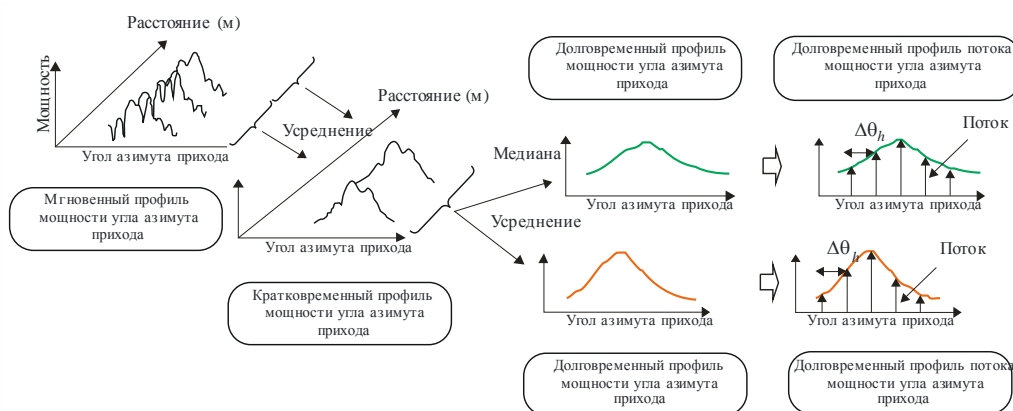 Расстояние (м)
Мощность
Угол азимута прихода
Мгновенный профиль
мощности угла азимута
прихода
Усреднение
Расстояние (м)
Угол азимута прихода
Кратковременный профиль
мощности угла азимута
прихода
Долговременный профиль
мощности угла азимута
прихода
Медиана
Угол азимута прихода
Усреднение
Угол азимута прихода
Долговременный профиль
мощности угла азимута
прихода
Долговременный профиль потока
мощности угла азимута
прихода
Δθh
Поток
Угол азимута прихода
Δθh
Поток
Угол азимута прихода
Долговременный профиль потока
мощности угла азимута
прихода